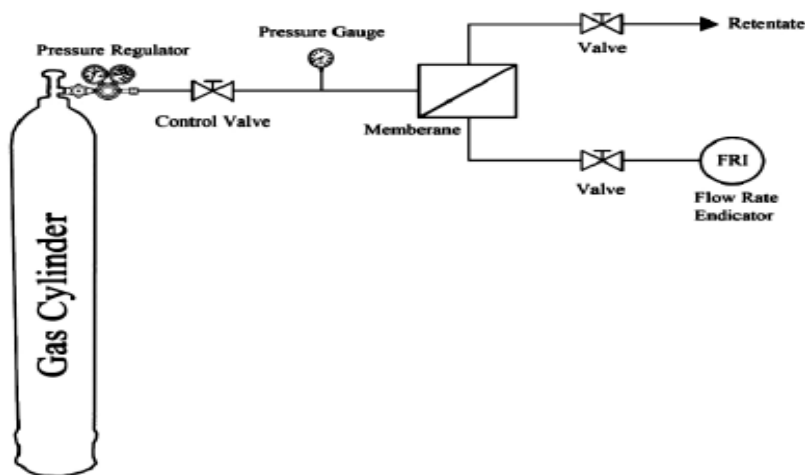 Pressure Gauge
Retentate
Pressure Regulator
Valve
Control Valve
Memberane
FRI
Valve
Flow Rate
Endicator
Gas Cylinder